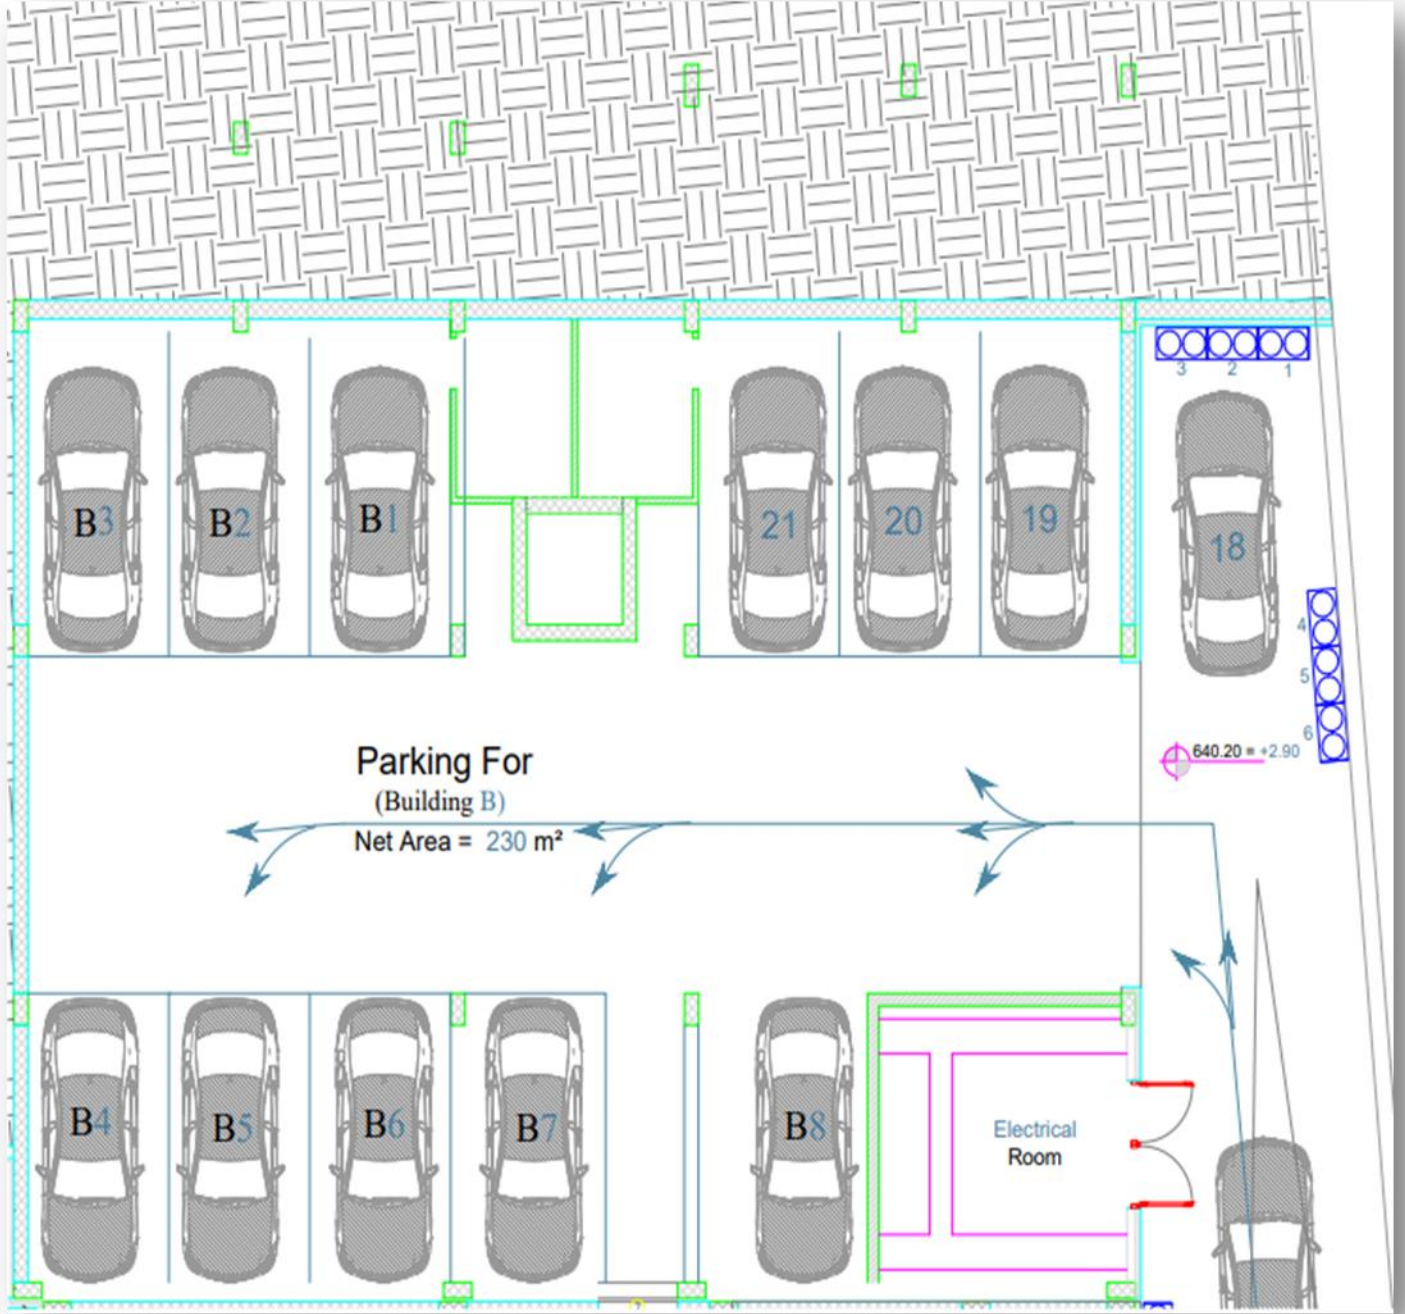 3 2 1
B3 B2 B1 21 20 19 18
4
5
6
640.20 = +2.90
Parking For
(Building B)
Net Area = 230 m²
B4 B5 B6 B7 B8
Electrical
Room